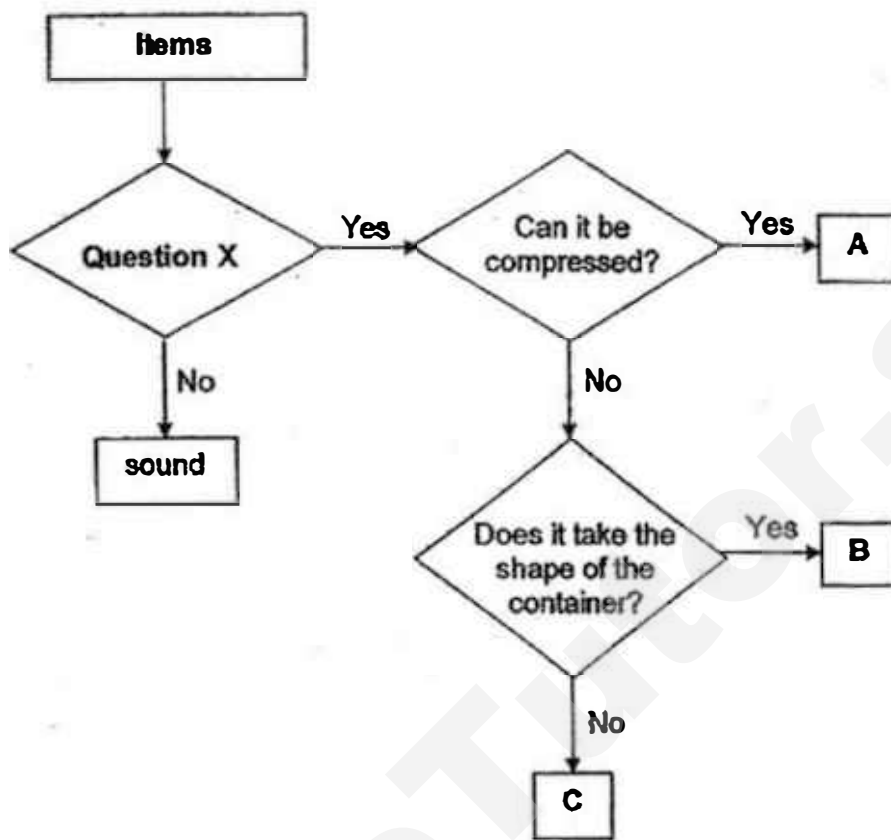 Items
Question X
Yes
Can it be
compressed?
Yes
A
No
sound
No
Does it take the
shape of the
container?
Yes
B
No
C